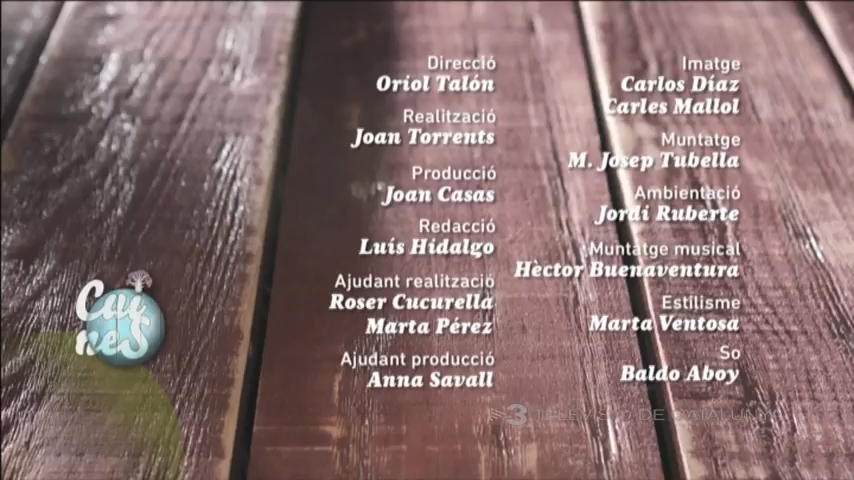 Direcció
Oriol Talón
Realització
Joan Torrents
Producció
Joan Casas
Redacció
Luís Hidalgo
Ajudant realització
Roser Cucurella
Marta Pérez
Ajudant producció
Anna Savall
Imatge
Carlos Díaz
Carles Mallol
Muntatge
M. Josep Tubella
Ambientació
Jordi Ruberte
Muntatge musical
Hèctor Buenaventura
Estilisme
Marta Ventosa
So
Baldo Aboy
Cui
neS
3 TELEVISIÓ DE CATALUNYA